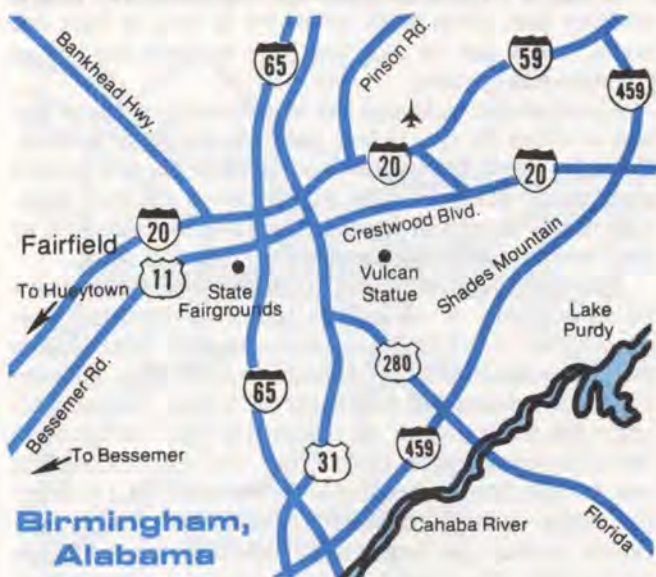 65
59
459
Bankhead Hwy.
Pinson Rd.
20
20
Crestwood Blvd.
Fairfield
20
11
To Hueytown
State
Fairgrounds
Vulcan
Statue
Shades Mountain
Lake
Purdy
280
Bessemer Rd.
65
To Bessemer
31
459
Cahaba River
Florida
Birmingham,
Alabama